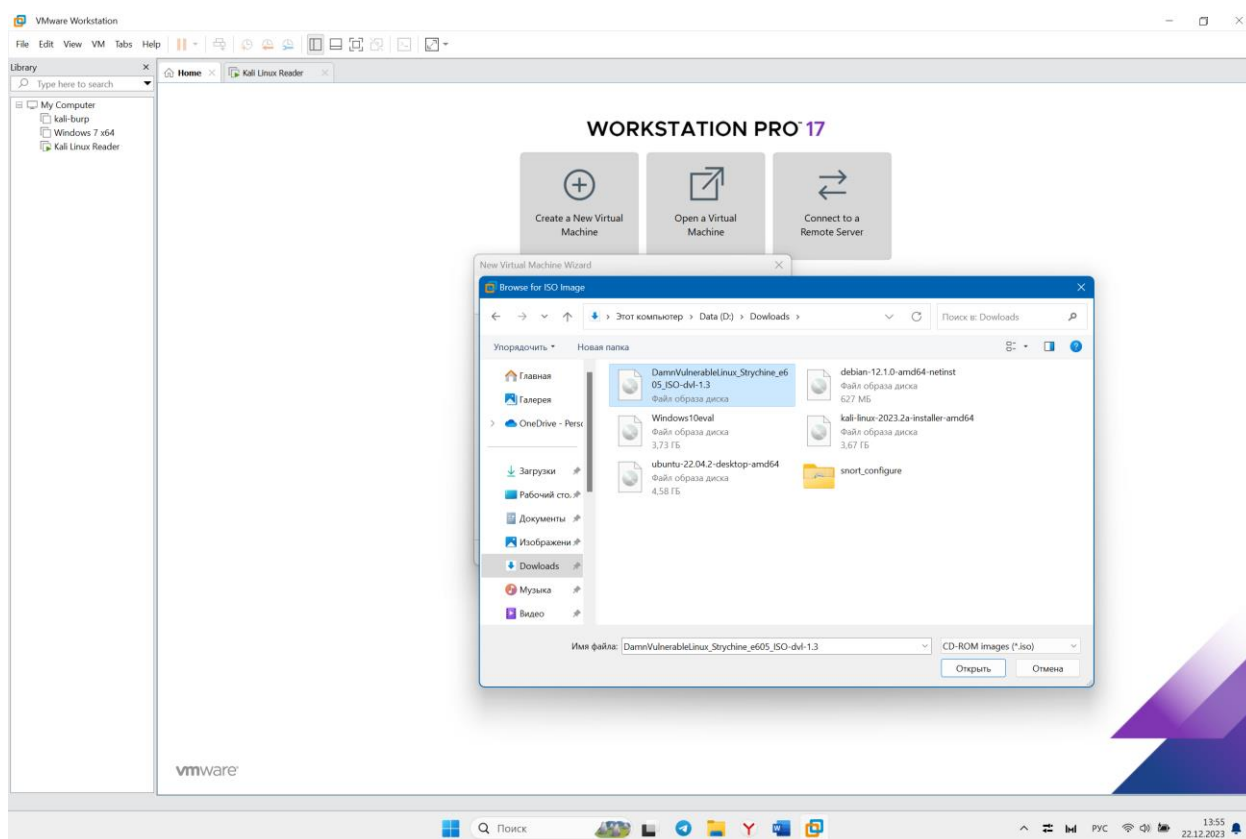 VMware Workstation
File Edit View VM Tabs Help
Library
Type here to search
My Computer
kali-burp
Windows 7 x64
Kali Linux Reader
Home
Kali Linux Reader
WORKSTATION PRO™ 17
Create a New Virtual
Machine
Open a Virtual
Machine
Connect to a
Remote Server
New Virtual Machine Wizard
Browse for ISO Image
Этот компьютер > Data (D:) > Dowloads >
Поиск в: Dowloads
Упорядочить
Новая папка
Главная
Галерея
OneDrive - Persc
Загрузки
Рабочий сто.
Документы
Изображени
Dowloads
Музыка
Видео
DamnVulnerableLinux_Strychine_e6
05_ISO-dvl-1.3
Файл образа диска
debian-12.1.0-amd64-netinst
Файл образа диска
627 МБ
Windows10eval
Файл образа диска
3,73 ГБ
kali-linux-2023.2a-installer-amd64
Файл образа диска
3,67 ГБ
ubuntu-22.04.2-desktop-amd64
Файл образа диска
4,58 ГБ
snort_configure
Имя файла: DamnVulnerableLinux_Strychine_e605_ISO-dvl-1.3
CD-ROM images (*.iso)
Открыть
Отмена
vmware
Поиск
РУС
13:55
22.12.2023